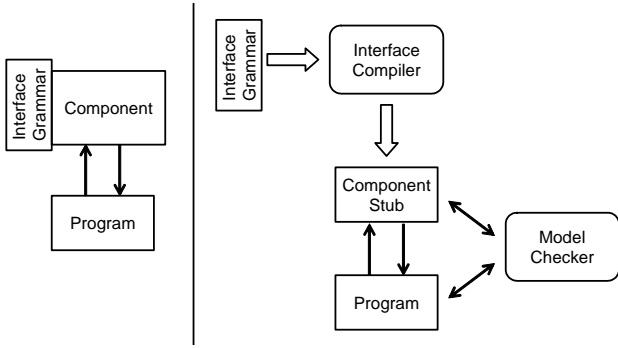 Interface
Grammar
Component
Program
Interface
Grammar
Interface
Compiler
Component
Stub
Program
Model
Checker